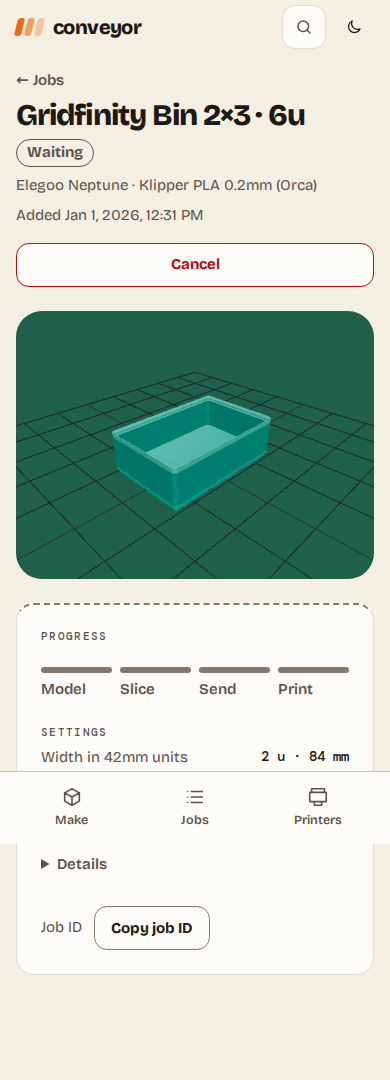 conveyor
← Jobs
Gridfinity Bin 2×3 · 6u
Waiting
Elegoo Neptune · Klipper PLA 0.2mm (Orca)
Added Jan 1, 2026, 12:31 PM
Cancel
PROGRESS
Model Slice Send Print
SETTINGS
Width in 42mm units 2 u · 84 mm
Make Jobs Printers
Details
Job ID Copy job ID